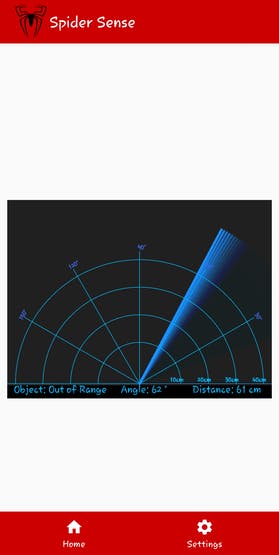 Spider Sense
90°
120°
150°
30°
10cm 20cm 30cm 40cm
Object: Out of Range Angle: 62 ° Distance: 61 cm
Home Settings